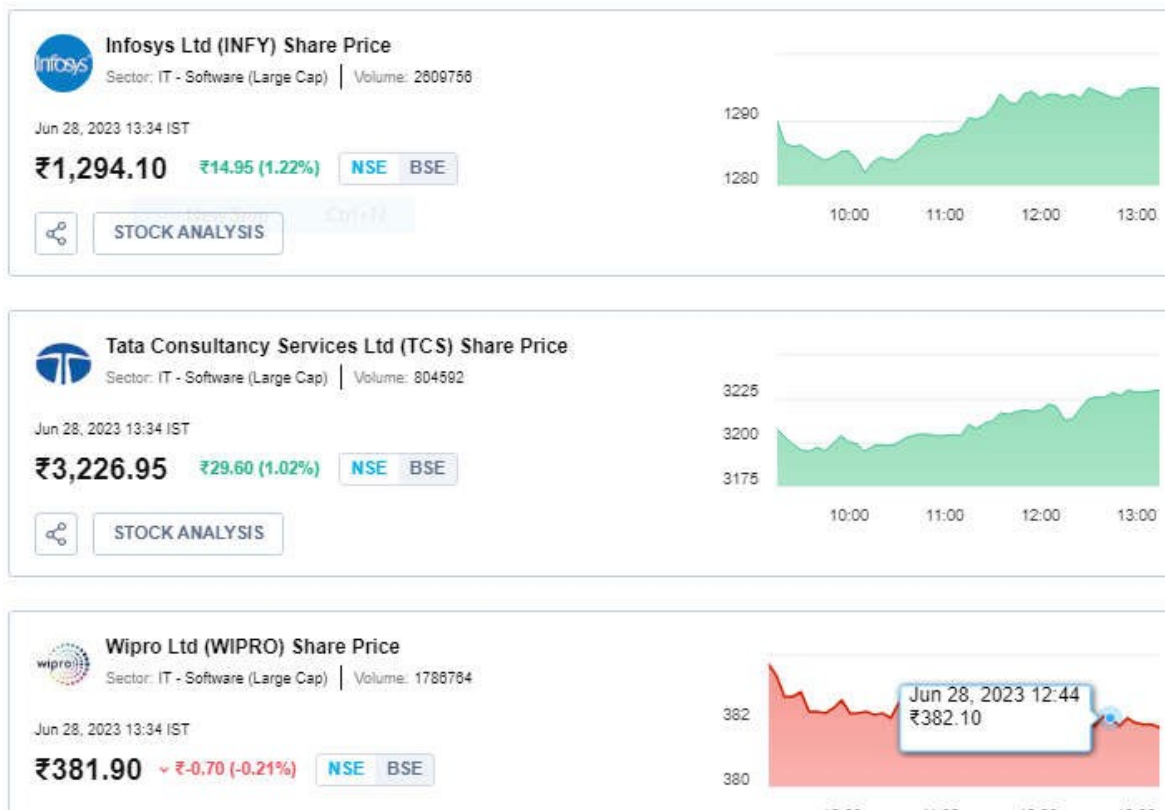 Infosys Ltd (INFY) Share Price
Infosys
Sector: IT - Software (Large Cap) | Volume: 2609756
Jun 28, 2023 13:34 IST
₹1,294.10 ₹14.95 (1.22%) NSE BSE
STOCK ANALYSIS
1290
1280
10:00 11:00 12:00 13:00
Tata Consultancy Services Ltd (TCS) Share Price
Sector: IT - Software (Large Cap) | Volume: 804592
Jun 28, 2023 13:34 IST
₹3,226.95 ₹29.60 (1.02%) NSE BSE
STOCK ANALYSIS
3225
3200
3175
10:00 11:00 12:00 13:00
Wipro Ltd (WIPRO) Share Price
wipro
Sector: IT - Software (Large Cap) | Volume: 1786764
Jun 28, 2023 13:34 IST
₹381.90 ₹-0.70 (-0.21%) NSE BSE
382
380
Jun 28, 2023 12:44
₹382.10